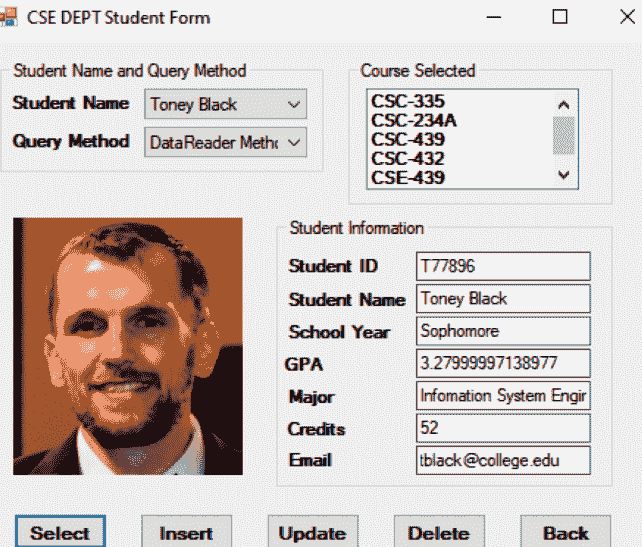 CSE DEPT Student Form
Student Name and Query Method
Student Name Toney Black
Query Method DataReader
Course Selected
CSC-335
CSC-234A
CSC-439
CSC-432
CSE-439
Student Information
Student ID T77896
Student Name Toney Black
School Year Sophomore
GPA 3.27999997138977
Major Infomation System Engir
Credits 52
Email tblack@college.edu
Select Insert Update Delete Back